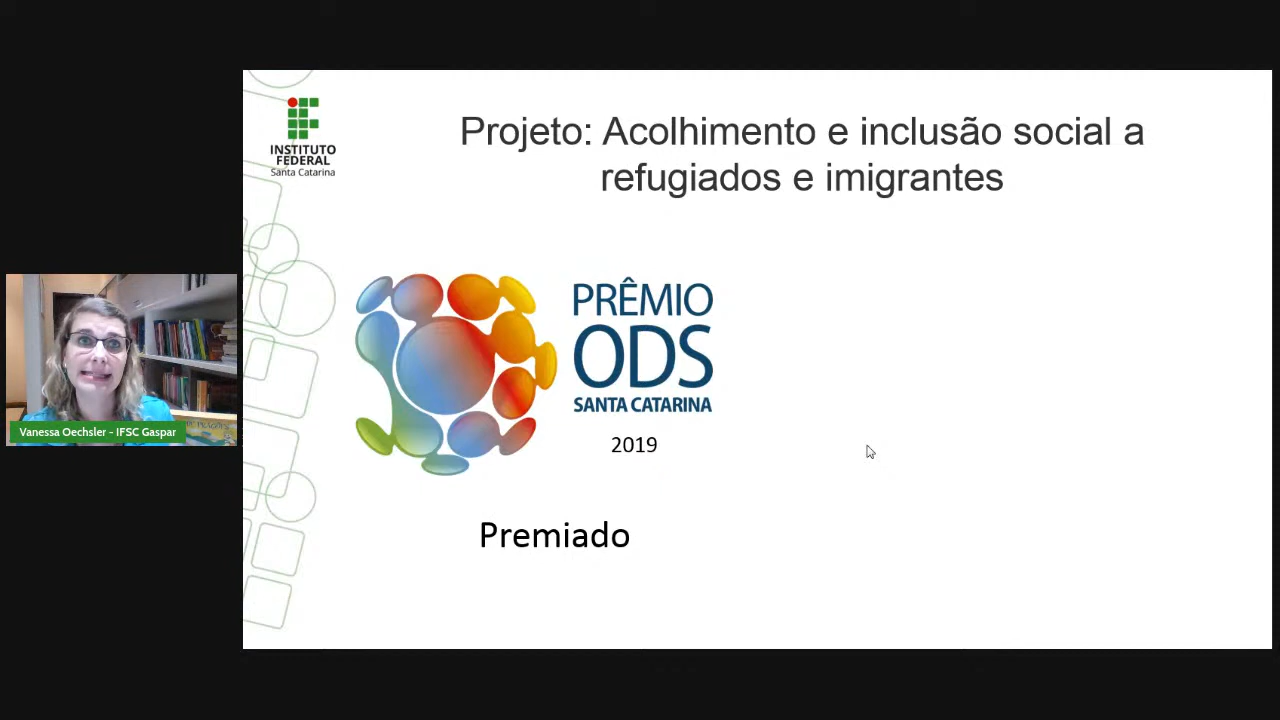 INSTITUTO
FEDERAL
Santa Catarina
Projeto: Acolhimento e inclusão social a
refugiados e imigrantes
PRÊMIO
ODS
SANTA CATARINA
2019
Premiado
Vanessa Oechsler - IFSC Gaspar